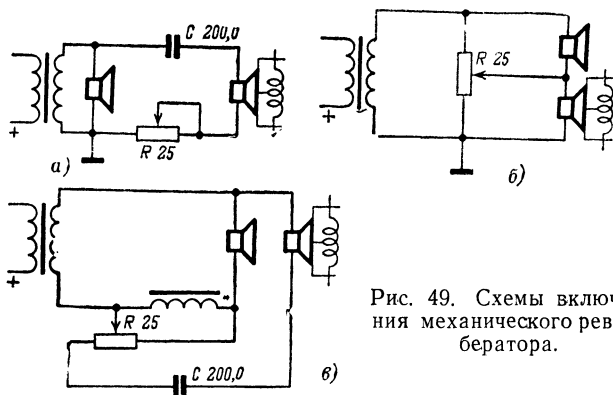 C 200,0
R 25
+
а)
R 25
+
б)
R 25
C 200,0
в)
Рис. 49. Схемы включ
ния механического рев
бератора.